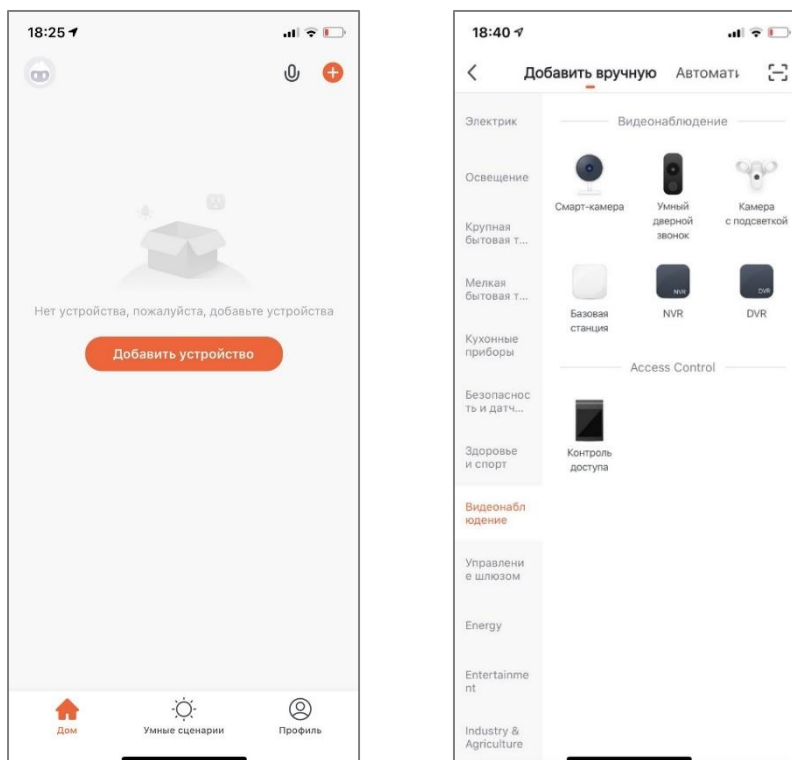 18:25
Нет устройства, пожалуйста, добавьте устройства
Добавить устройство
Дом
Умные сценарии
Профиль
18:40
Добавить вручную
Автомати
Электрик
Освещение
Крупная
бытовая т...
Мелкая
бытовая т...
Кухонные
приборы
Безопаснос
ть и датч...
Здоровье
и спорт
Видеонабл
юдение
Управлени
е шлюзом
Energy
Entertainme
nt
Industry &
Agriculture
Видеонаблюдение
Смарт-камера
Умный
дверной
звонок
Камера
с подсветкой
NVR
DVR
Базовая
станция
NVR
DVR
Access Control
Контроль
доступа